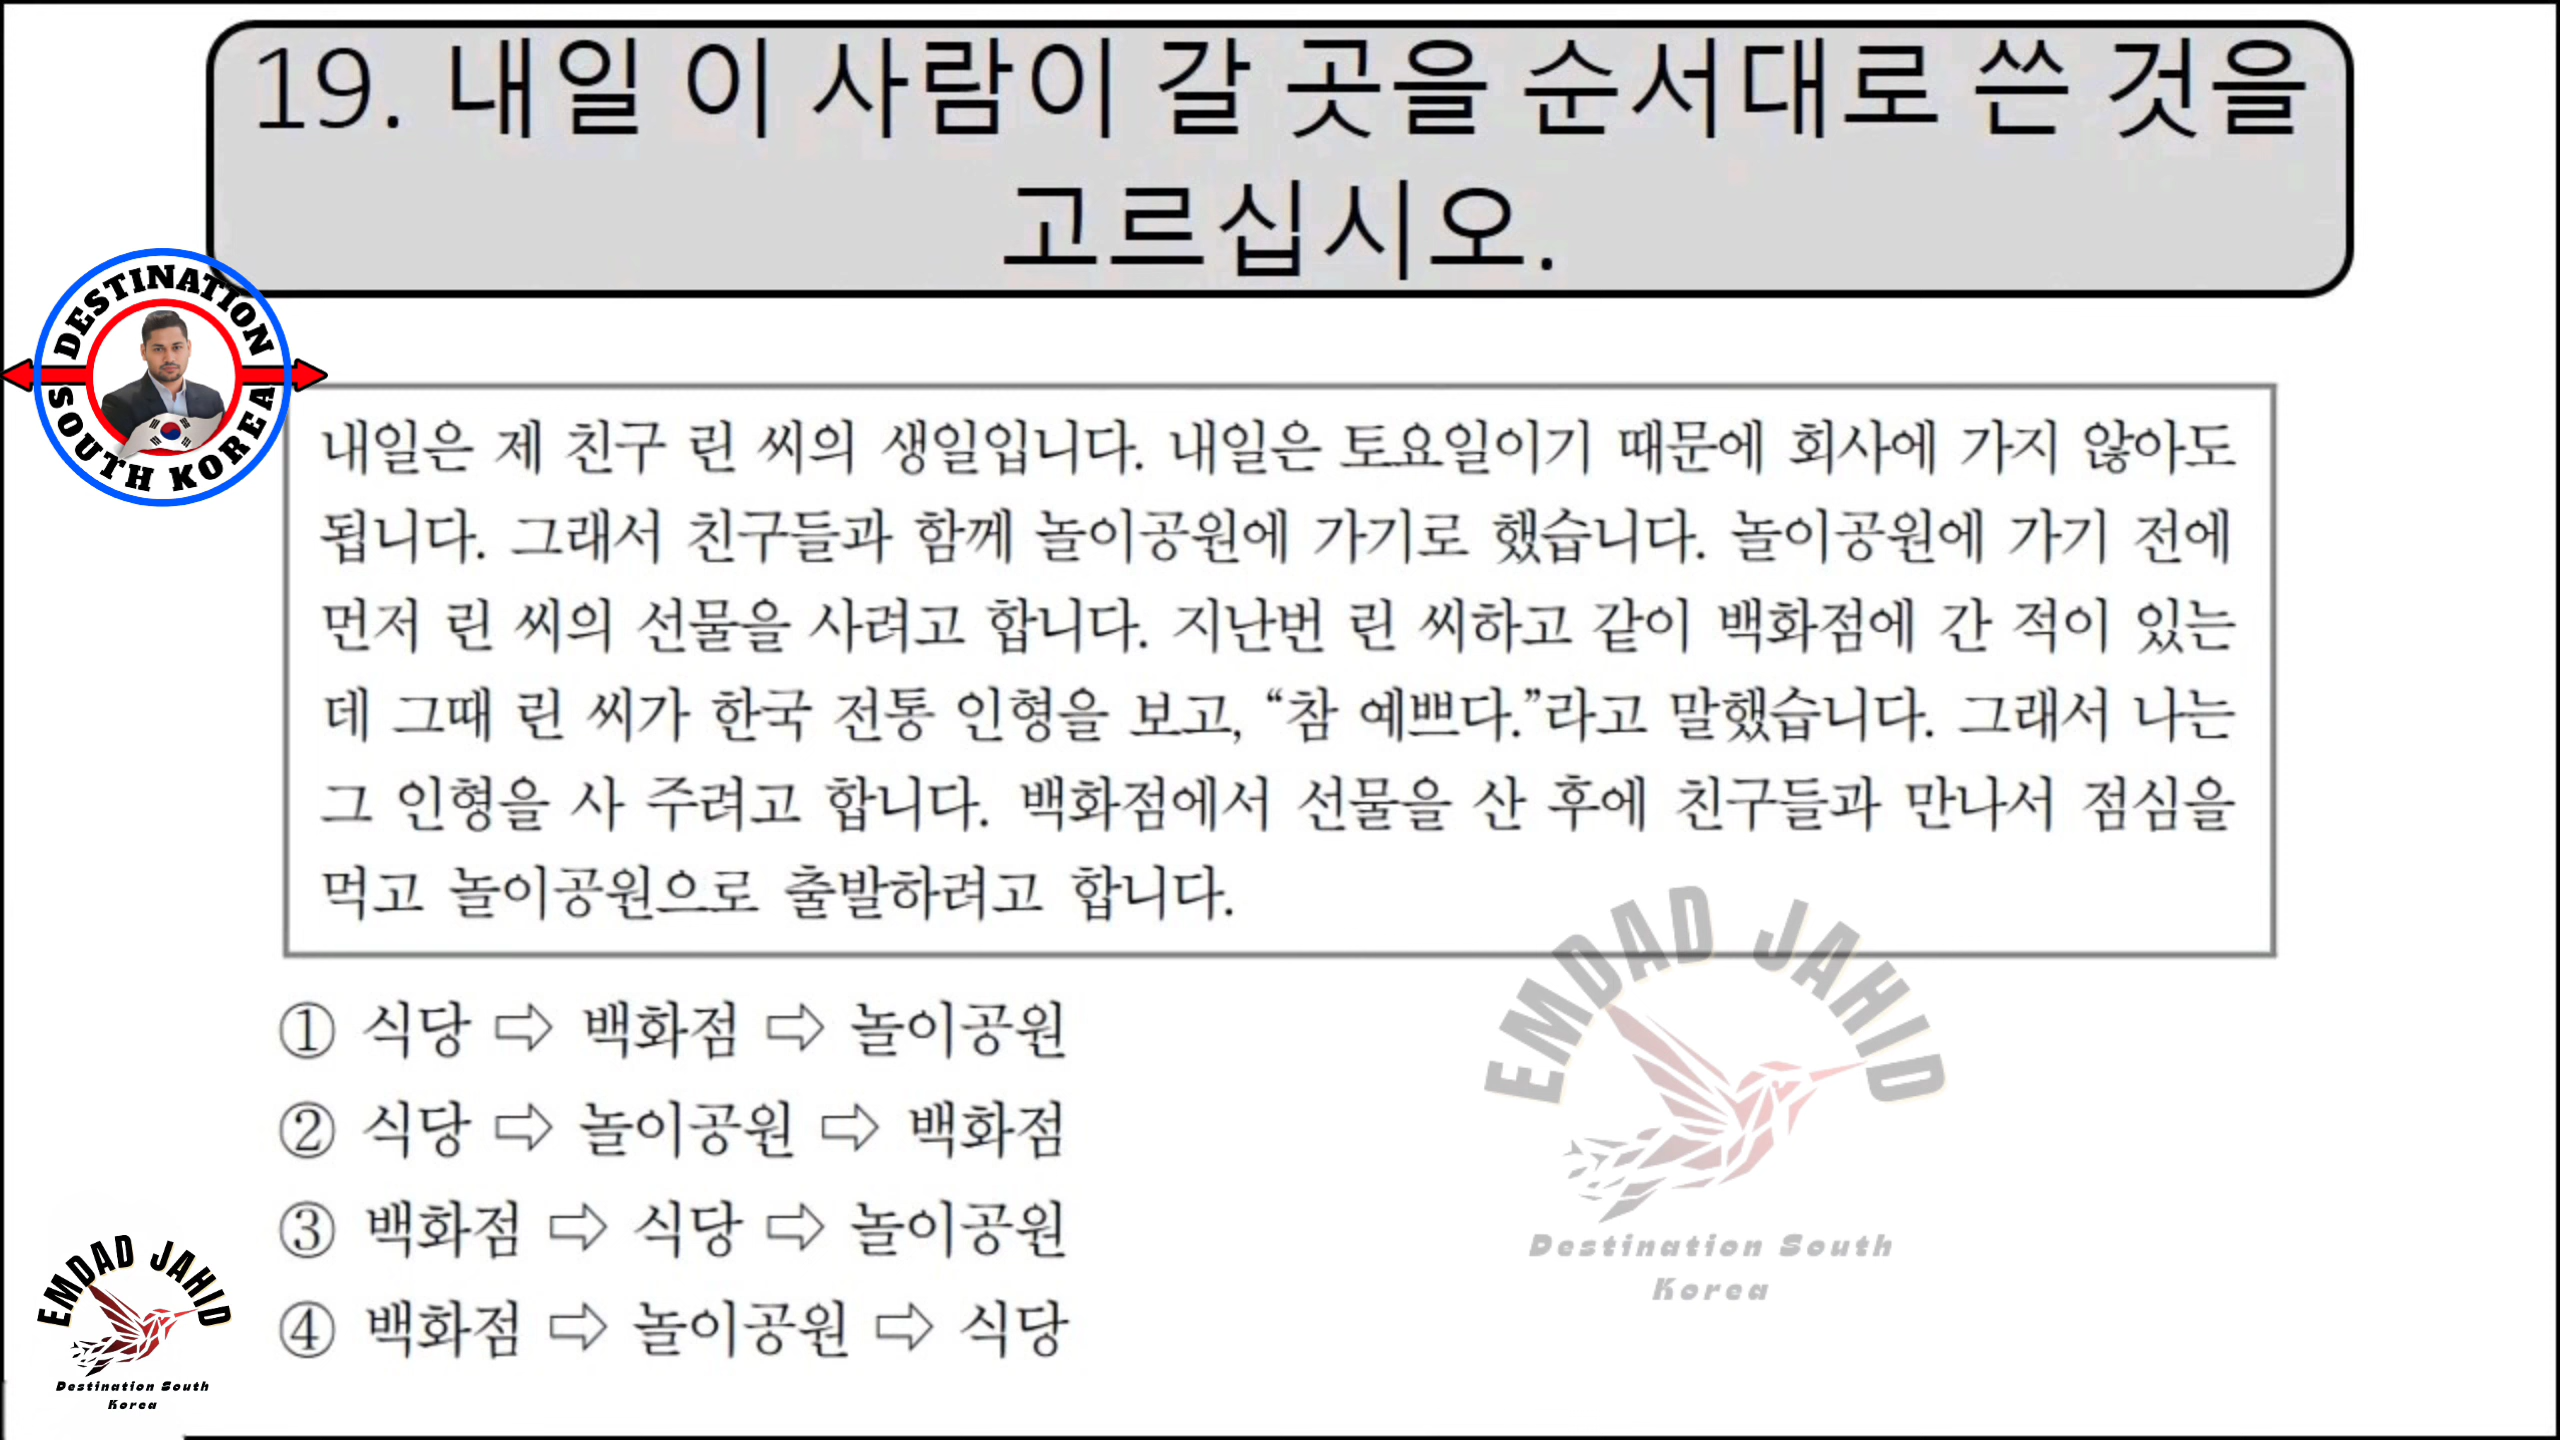 19. 내일 이 사람이 갈 곳을 순서대로 쓴 것을
고르십시오.
DESTINATION
SOUTH KOREA
내일은 제 친구 린 씨의 생일입니다. 내일은 토요일이기 때문에 회사에 가지 않아도
됩니다. 그래서 친구들과 함께 놀이공원에 가기로 했습니다. 놀이공원에 가기 전에
먼저 린 씨의 선물을 사려고 합니다. 지난번 린 씨하고 같이 백화점에 간 적이 있는
데 그때 린 씨가 한국 전통 인형을 보고, “참 예쁘다.”라고 말했습니다. 그래서 나는
그 인형을 사 주려고 합니다. 백화점에서 선물을 산 후에 친구들과 만나서 점심을
먹고 놀이공원으로 출발하려고 합니다.
① 식당 ⇨ 백화점 ⇨ 놀이공원
② 식당 ⇨ 놀이공원 ⇨ 백화점
③ 백화점 ⇨ 식당 ⇨ 놀이공원
④ 백화점 ⇨ 놀이공원 ⇨ 식당
EMDAD JAHID
Destination South
Korea
EMDAD JAHID
Destination South
Korea